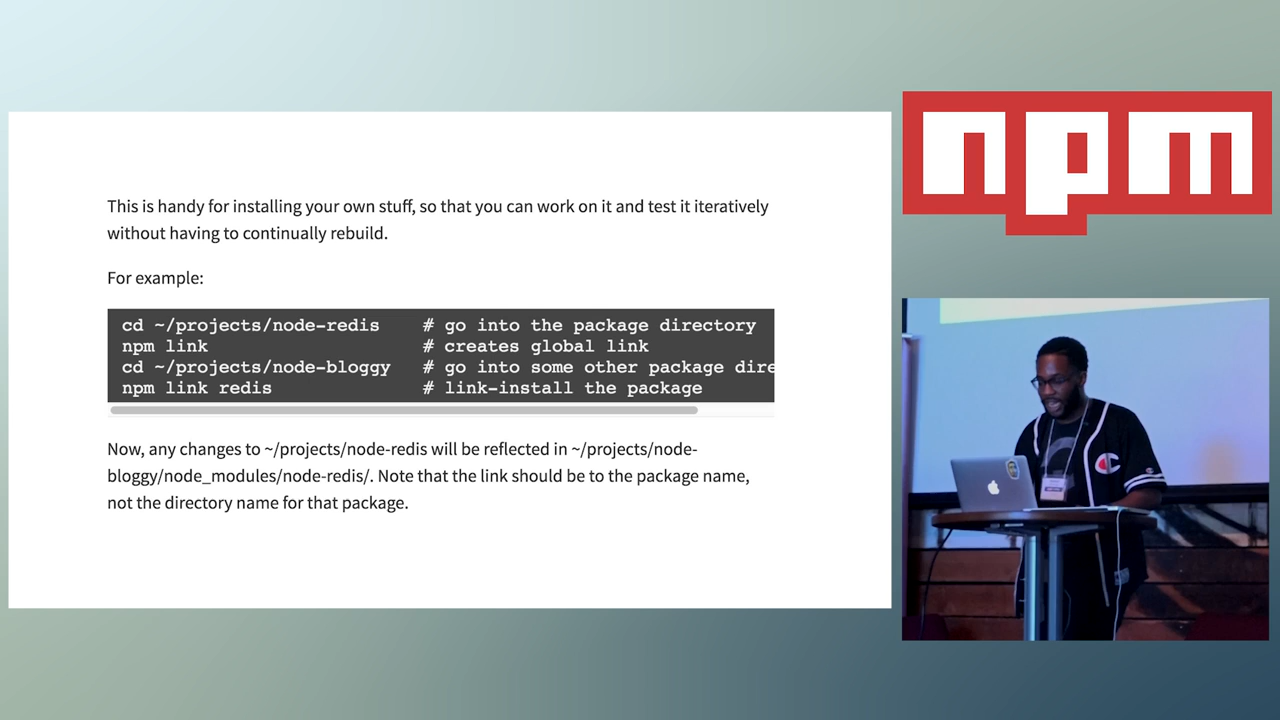 This is handy for installing your own stuff, so that you can work on it and test it iteratively
without having to continually rebuild.
For example:
cd ~/projects/node-redis    # go into the package directory
npm link                    # creates global link
cd ~/projects/node-bloggy   # go into some other package dire
npm link redis              # link-install the package
Now, any changes to ~/projects/node-redis will be reflected in ~/projects/node-
bloggy/node_modules/node-redis/. Note that the link should be to the package name,
not the directory name for that package.
npm